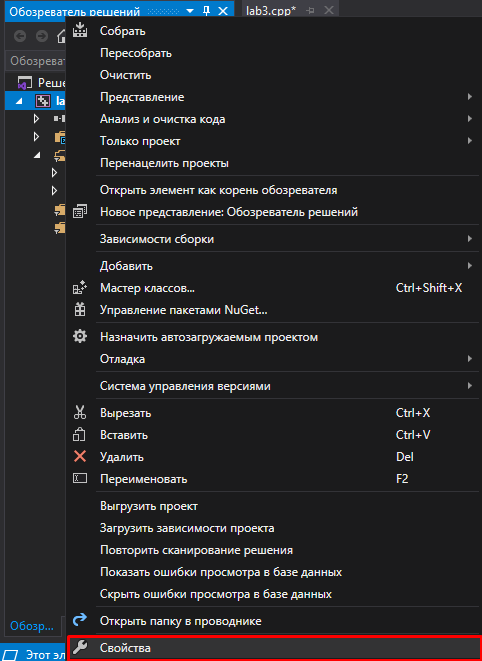 Обозреватель решений
lab3.cpp*
Обозреват
Реше
la
Собрать
Пересобрать
Очистить
Представление
Анализ и очистка кода
Только проект
Перенацелить проекты
Открыть элемент как корень обозревателя
Новое представление: Обозреватель решений
Зависимости сборки
Добавить
Мастер классов... Ctrl+Shift+X
Управление пакетами NuGet...
Назначить автозагружаемым проектом
Отладка
Система управления версиями
Вырезать Ctrl+X
Вставить Ctrl+V
Удалить Del
Переименовать F2
Выгрузить проект
Загрузить зависимости проекта
Повторить сканирование решения
Показать ошибки просмотра в базе данных
Скрыть ошибки просмотра в базе данных
Открыть папку в проводнике
Свойства
Обозр...
Этот эл